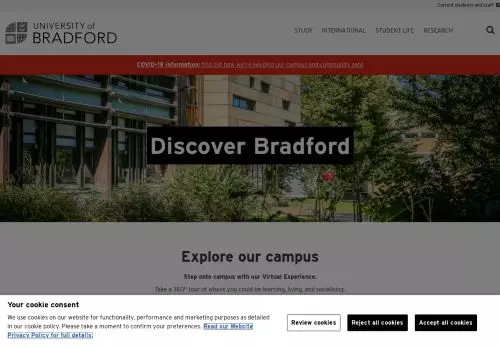 Current students and staff
UNIVERSITY of
BRADFORD
STUDY INTERNATIONAL STUDENT LIFE RESEARCH
COVID-19 information: find out how we're keeping our campus and community safe
Discover Bradford
Explore our campus
Step onto campus with our Virtual Experience.
Take a 360° tour of where you could be learning, living, and socialising.
Your cookie consent
We use cookies on our website for functionality, performance and marketing purposes as detailed
in our cookie policy. Please take a moment to confirm your preferences. Read our Website
Privacy Policy for full details.
Review cookies
Reject all cookies
Accept all cookies